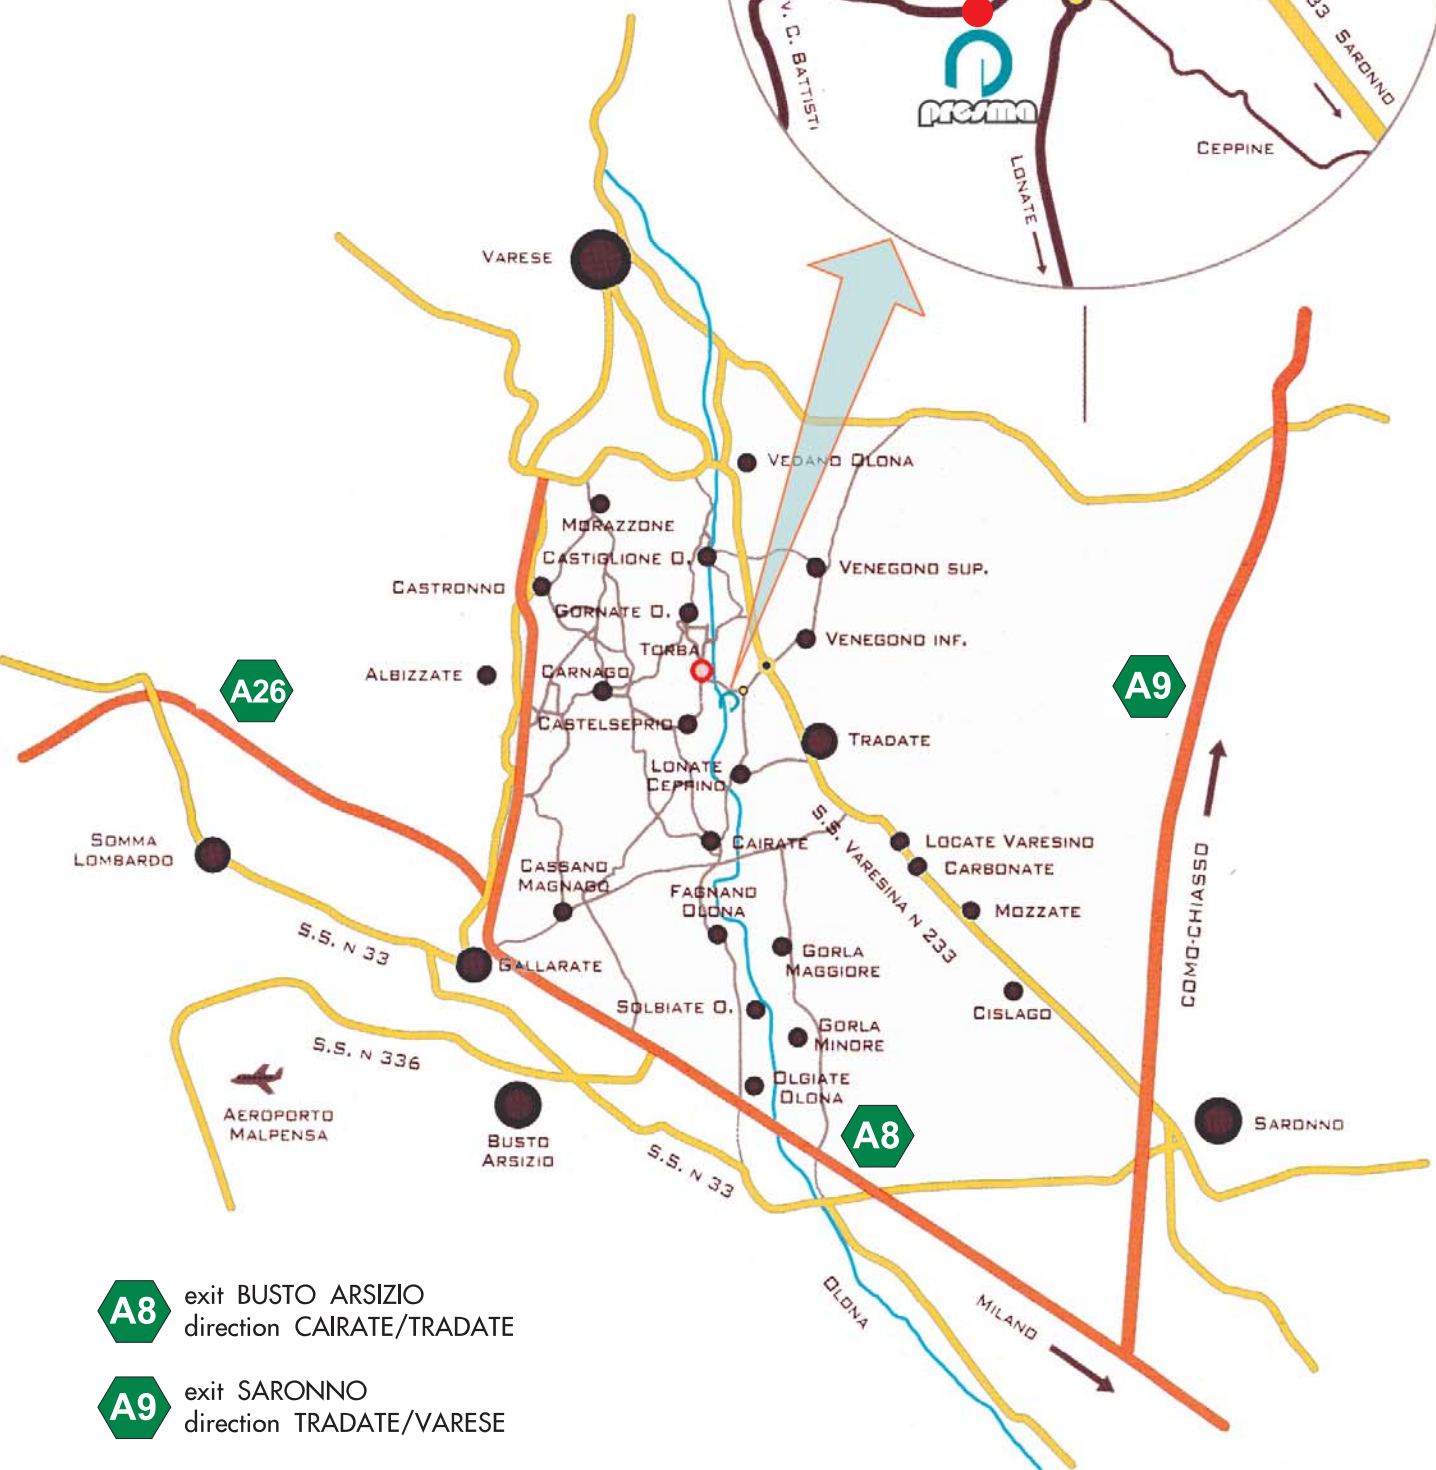 33 SARONNO
V. C. BATTISTI
presma
CEPPINE
LONATE
VARESE
VEDANO OLONA
MORAZZONE
CASTIGLIONE O.
VENEGONO SUP.
CASTRONNO
GORNATE O.
VENEGONO INF.
TORBA
ALBIZZATE
CARNAGO
A26
A9
CASTELSEPRIO
TRADATE
LONATE
CEPPINO
S.S. VARESINA N 233
SOMMA
LOMBARDO
CAIRATE
LOCATE VARESINO
CARBONATE
COMO-CHIASSO
CASSANO
MAGNAGO
FAGNANO
OLONA
MOZZATE
S.S. N 33
GALLARATE
GORLA
MAGGIORE
SOLBIATE O.
CISLAGO
GORLA
MINORE
S.S. N 336
OLGIATE
OLONA
AEROPORTO
MALPENSA
BUSTO
ARSIZIO
A8
SARONNO
S.S. N 33
OLONA
MILANO
A8
exit BUSTO ARSIZIO
direction CAIRATE/TRADATE
A9
exit SARONNO
direction TRADATE/VARESE